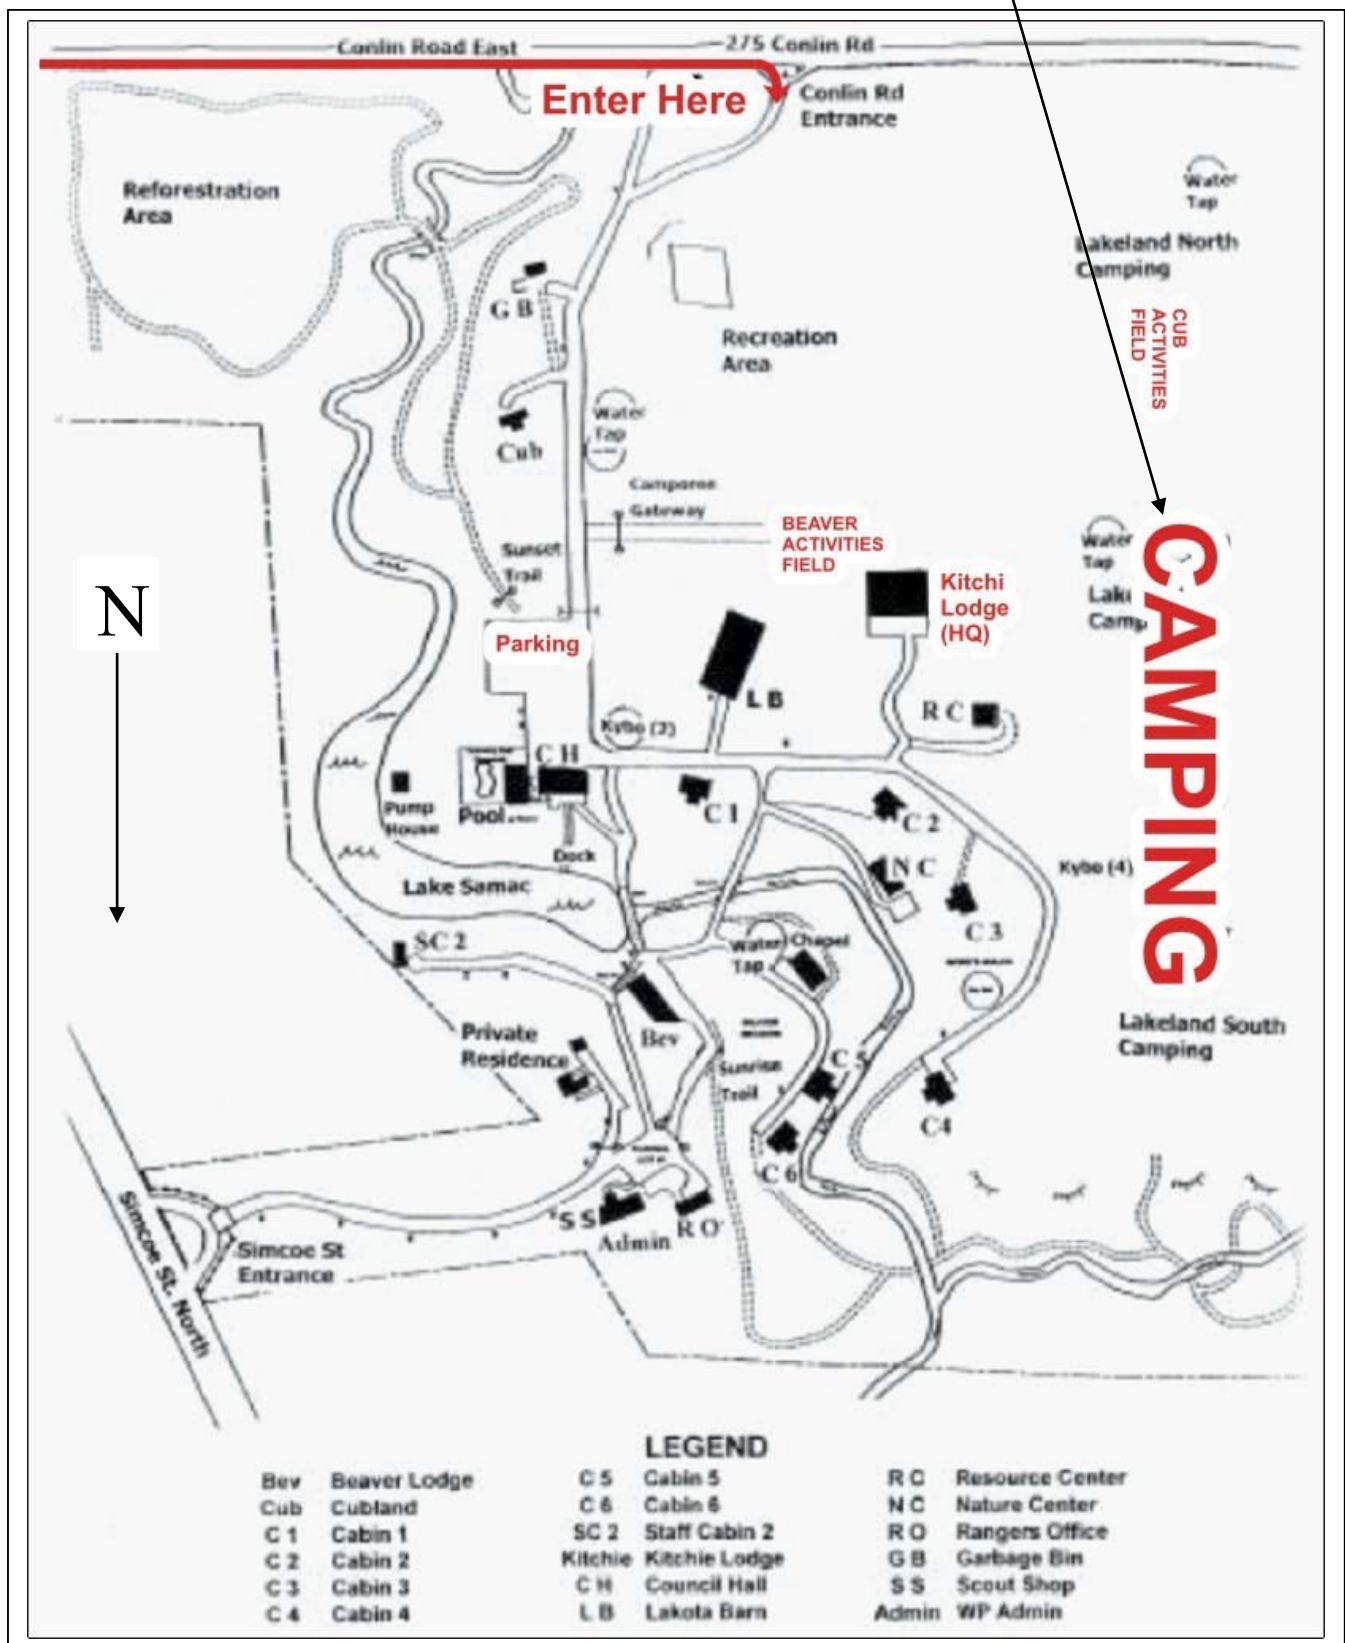 Conlin Road East
275 Conlin Rd
Enter Here
Conlin Rd
Entrance
Reforestration
Area
Water
Tap
Lakeland North
Camping
G B
CUB
ACTIVITIES
FIELD
Recreation
Area
Water
Tap
Cub
Camporee
Gateway
BEAVER
ACTIVITIES
FIELD
Sunset
Trail
Water
Tap
CAMPING
Kitchi
Lodge
(HQ)
Lak
Camp
N
Parking
L B
R C
Kybo (2)
C H
Pump
House
Pool
C 1
C 2
Dock
N C
Kybo (4)
Lake Samac
C 3
SC 2
Water
Tap
Chapel
Private
Residence
Bev
Lakeland South
Camping
Sunrise
Trail
C 5
C4
C 6
S S
Admin
R O
Simcoe St
Entrance
Simcoe St. North
LEGEND
Bev Beaver Lodge
Cub Cubland
C 1 Cabin 1
C 2 Cabin 2
C 3 Cabin 3
C 4 Cabin 4
C 5 Cabin 5
C 6 Cabin 6
SC 2 Staff Cabin 2
Kitchie Kitchie Lodge
C H Council Hall
L B Lakota Barn
R C Resource Center
N C Nature Center
R O Rangers Office
G B Garbage Bin
S S Scout Shop
Admin WP Admin